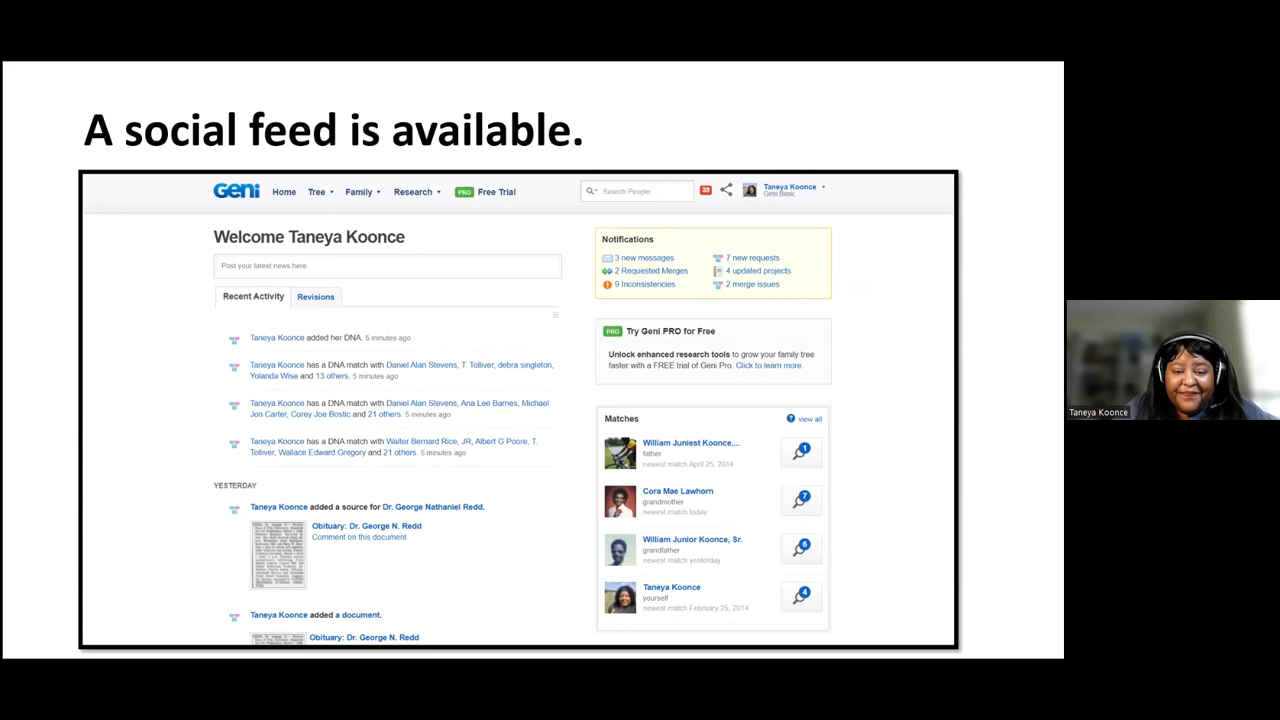 A social feed is available.
Geni Home Tree Family Research PRO Free Trial Search People 39 Taneya Koonce
Geni Basic
Welcome Taneya Koonce
Post your latest news here.
Recent Activity Revisions
Taneya Koonce added her DNA. 5 minutes ago
Taneya Koonce has a DNA match with Daniel Alan Stevens, T. Tolliver, debra singleton,
Yolanda Wise and 13 others. 5 minutes ago
Taneya Koonce has a DNA match with Daniel Alan Stevens, Ana Lee Barnes, Michael
Jon Carter, Corey Joe Bostic and 21 others. 5 minutes ago
Taneya Koonce has a DNA match with Walter Bernard Rice, JR, Albert G Poore, T.
Tolliver, Wallace Edward Gregory and 21 others. 5 minutes ago
YESTERDAY
Taneya Koonce added a source for Dr. George Nathaniel Redd.
Obituary: Dr. George N. Redd
Comment on this document
Taneya Koonce added a document.
Obituary: Dr. George N. Redd
Notifications
3 new messages 7 new requests
2 Requested Merges 4 updated projects
9 Inconsistencies 2 merge issues
PRO Try Geni PRO for Free
Unlock enhanced research tools to grow your family tree
faster with a FREE trial of Geni Pro. Click to learn more.
Matches ? view all
William Juniest Koonce,... 1
father
newest match April 25, 2014
Cora Mae Lawhorn 7
grandmother
newest match today
William Junior Koonce, Sr. 6
grandfather
newest match yesterday
Taneya Koonce 4
yourself
newest match February 25, 2014
Taneya Koonce